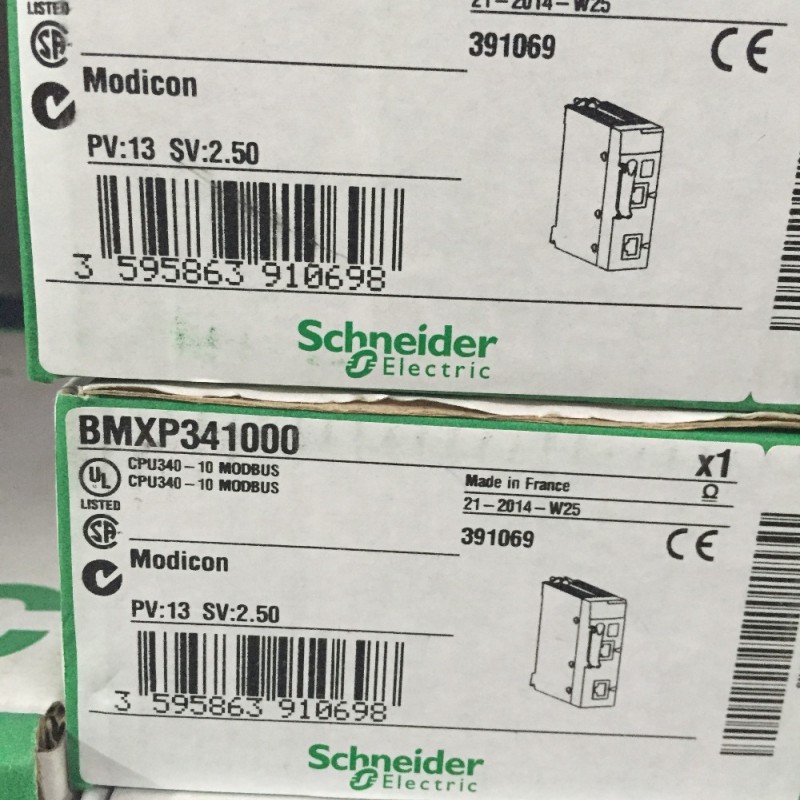 LISTED
21-2014-W25
391069
Modicon
PV:13 SV:2.50
3 595863 910698
Schneider
Electric
BMXP341000
x1
CPU340-10 MODBUS
CPU340-10 MODBUS
UL
LISTED
Made in France
Ω
21-2014-W25
391069
CE
SA
Modicon
PV:13 SV:2.50
3 595863 910698
Schneider
Electric